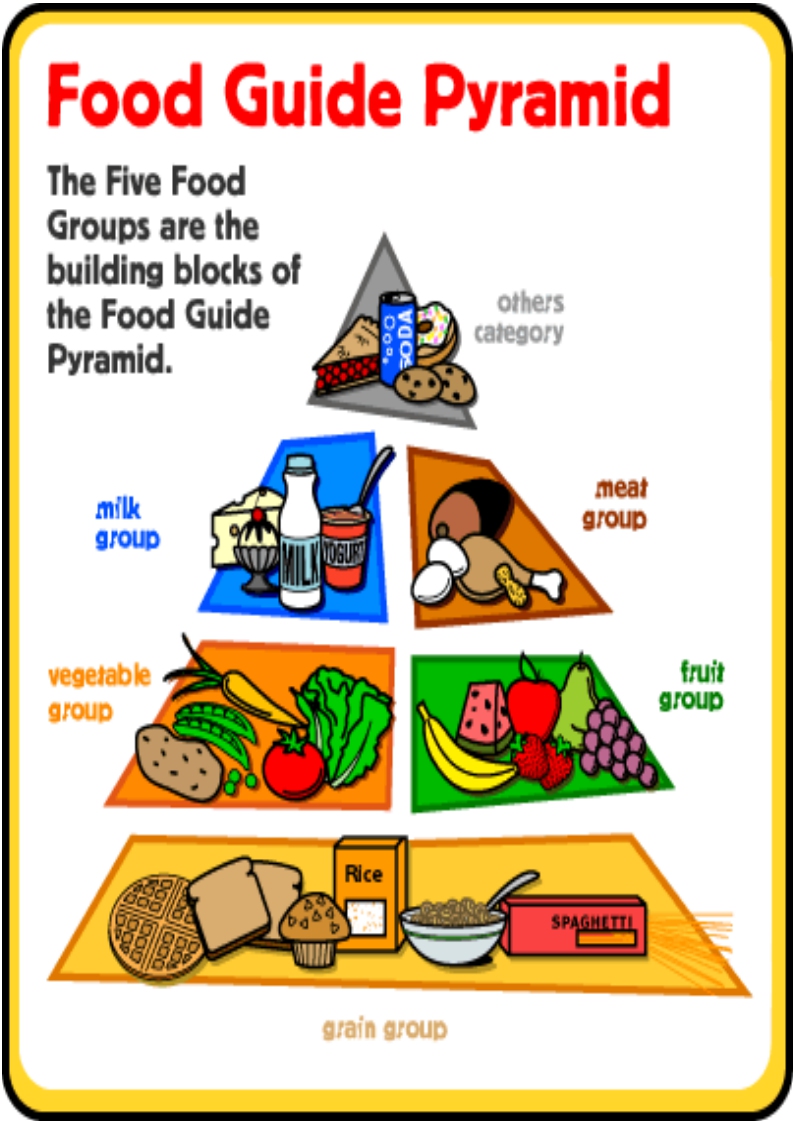 Food Guide Pyramid
The Five Food
Groups are the
building blocks of
the Food Guide
Pyramid.
others
category
SODA
milk
group
meat
group
MILK
YOGURT
vegetable
group
fruit
group
Rice
SPAGHETTI
grain group